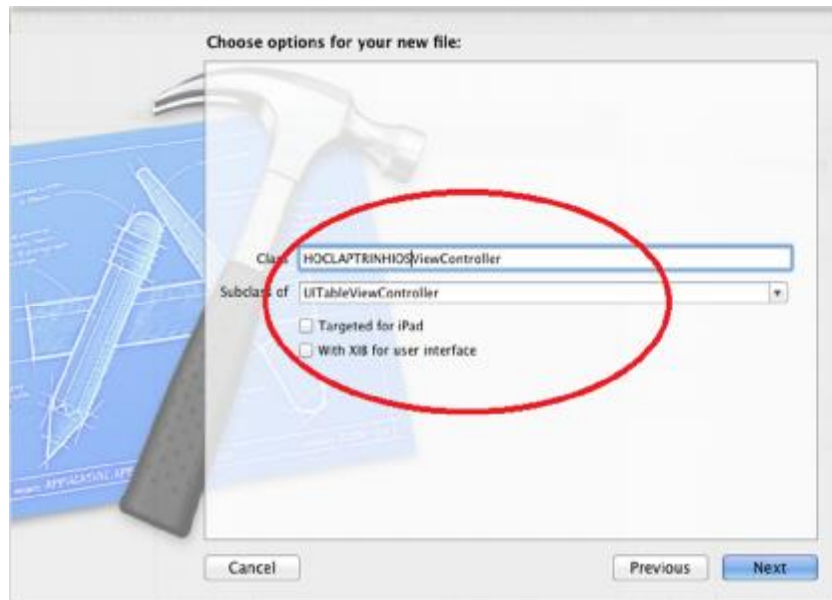 Choose options for your new file:
Class HOCLAPTRINHIOSViewController
Subclass of UITableViewController
Targeted for iPad
With XIB for user interface
Cancel
Previous
Next